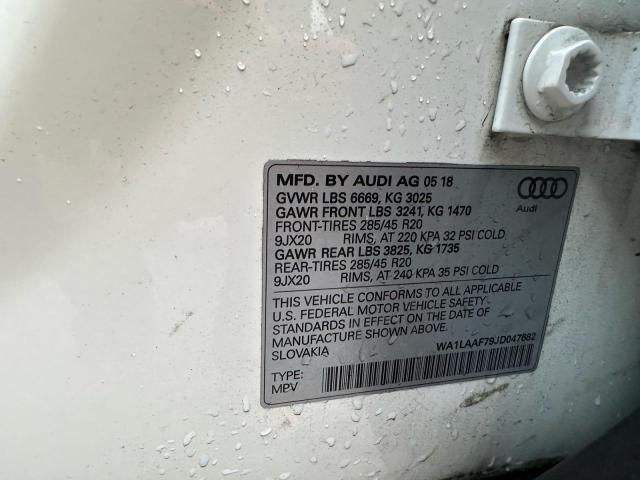 MFD. BY AUDI AG 05 18
GVWR LBS 6669, KG 3025
GAWR FRONT LBS 3241, KG 1470
FRONT-TIRES 285/45 R20
9JX20 RIMS, AT 220 KPA 32 PSI COLD.
GAWR REAR LBS 3825, KG 1735
REAR-TIRES 285/45 R20
9JX20 RIMS, AT 240 KPA 35 PSI COLD
Audi
THIS VEHICLE CONFORMS TO ALL APPLICABLE
U.S. FEDERAL MOTOR VEHICLE SAFETY
STANDARDS IN EFFECT ON THE DATE OF
MANUFACTURE SHOWN ABOVE.
SLOVAKIA
WA1LAAF79JD047682
TYPE:
MPV